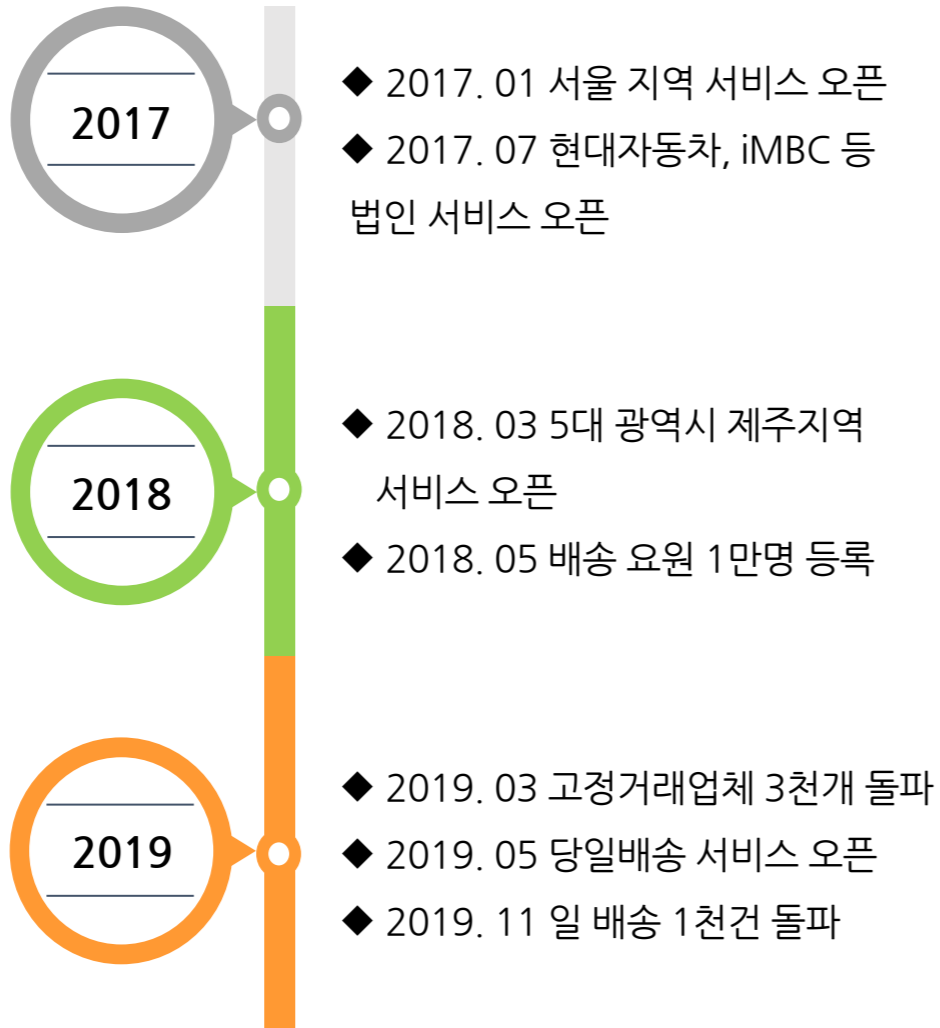 2017
◆ 2017. 01 서울 지역 서비스 오픈
◆ 2017. 07 현대자동차, iMBC 등
법인 서비스 오픈
2018
◆ 2018. 03 5대 광역시 제주지역
서비스 오픈
◆ 2018. 05 배송 요원 1만명 등록
2019
◆ 2019. 03 고정거래업체 3천개 돌파
◆ 2019. 05 당일배송 서비스 오픈
◆ 2019. 11 일 배송 1천건 돌파